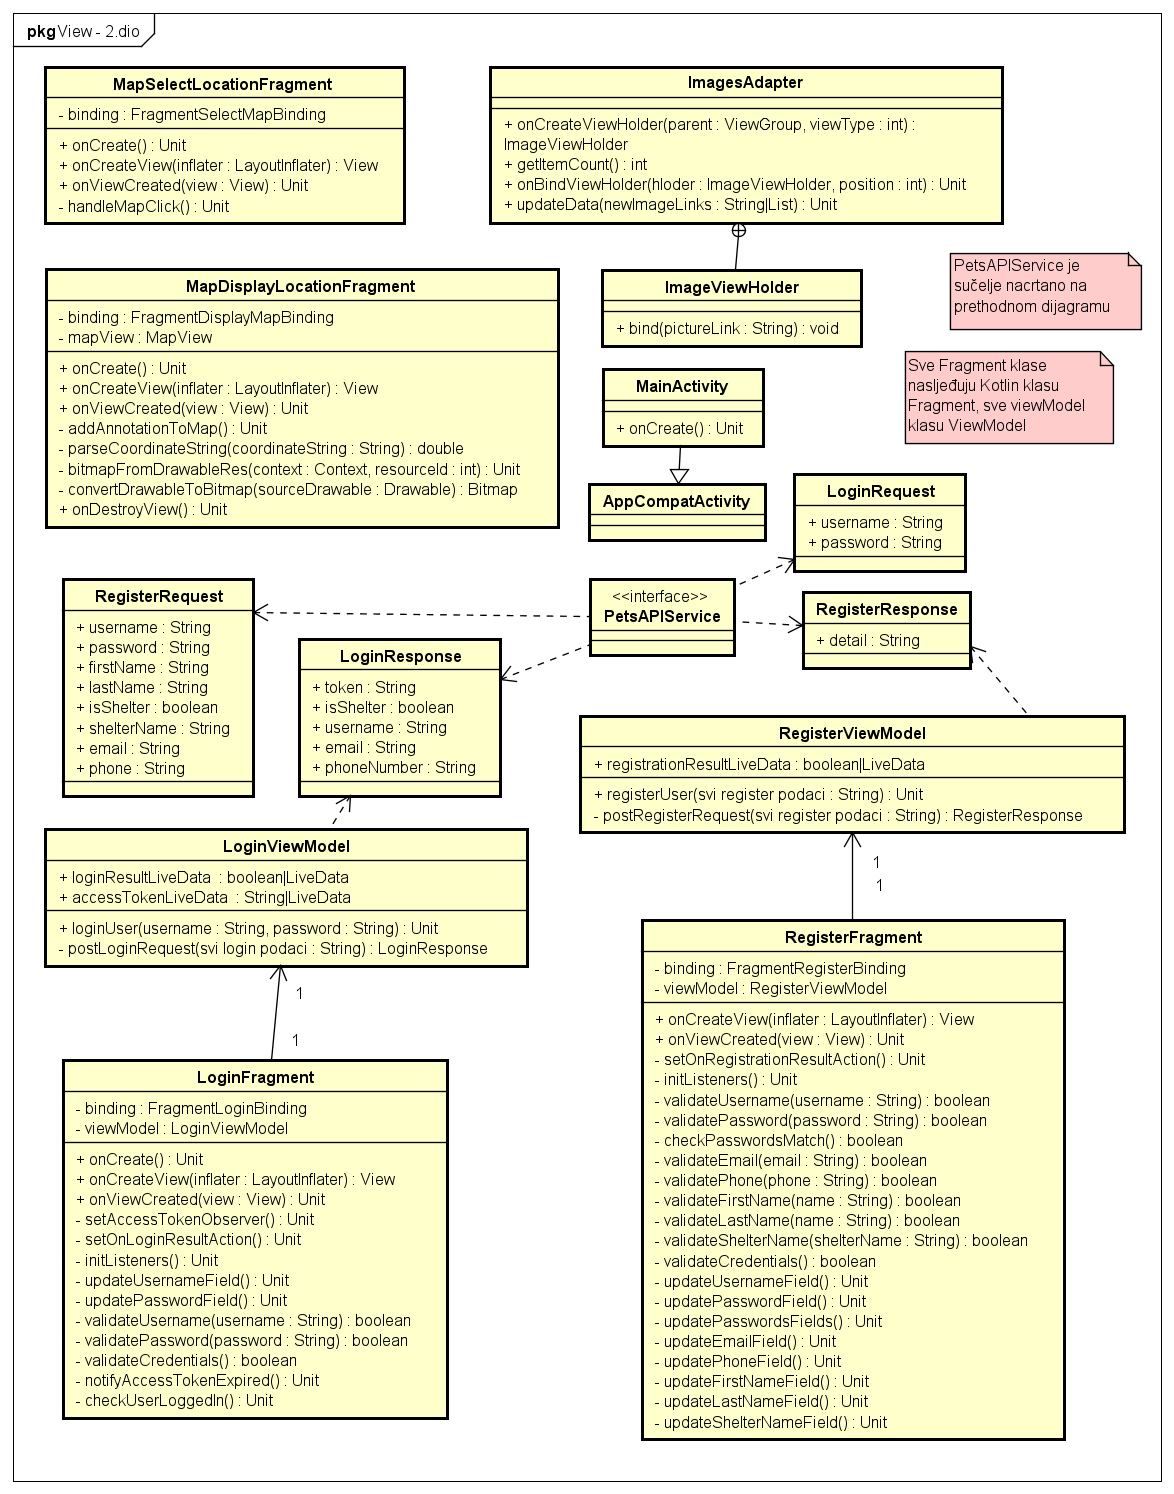 pkg View - 2.dio
MapSelectLocationFragment
- binding : FragmentSelectMapBinding
+ onCreate() : Unit
+ onCreateView(inflater : LayoutInflater) : View
+ onViewCreated(view : View) : Unit
- handleMapClick() : Unit
ImagesAdapter
+ onCreateViewHolder(parent : ViewGroup, viewType : int) :
ImageViewHolder
+ getItemCount() : int
+ onBindViewHolder(hloder : ImageViewHolder, position : int) : Unit
+ updateData(newImageLinks : String|List) : Unit
ImageViewHolder
+ bind(pictureLink : String) : void
PetsAPIService je
sučelje nacrtano na
prethodnom dijagramu
MapDisplayLocationFragment
- binding : FragmentDisplayMapBinding
- mapView : MapView
+ onCreate() : Unit
+ onCreateView(inflater : LayoutInflater) : View
+ onViewCreated(view : View) : Unit
- addAnnotationToMap() : Unit
- parseCoordinateString(coordinateString : String) : double
- bitmapFromDrawableRes(context : Context, resourceId : int) : Unit
- convertDrawableToBitmap(sourceDrawable : Drawable) : Bitmap
+ onDestroyView() : Unit
Sve Fragment klase
nasljeđuju Kotlin klasu
Fragment, sve viewModel
klasu ViewModel
MainActivity
+ onCreate() : Unit
AppCompatActivity
LoginRequest
+ username : String
+ password : String
<<interface>>
PetsAPIService
RegisterResponse
+ detail : String
RegisterRequest
+ username : String
+ password : String
+ firstName : String
+ lastName : String
+ isShelter : boolean
+ shelterName : String
+ email : String
+ phone : String
LoginResponse
+ token : String
+ isShelter : boolean
+ username : String
+ email : String
+ phoneNumber : String
RegisterViewModel
+ registrationResultLiveData : boolean|LiveData
+ registerUser(svi register podaci : String) : Unit
- postRegisterRequest(svi register podaci : String) : RegisterResponse
LoginViewModel
+ loginResultLiveData : boolean|LiveData
+ accessTokenLiveData : String|LiveData
+ loginUser(username : String, password : String) : Unit
- postLoginRequest(svi login podaci : String) : LoginResponse
1
1
1
1
RegisterFragment
- binding : FragmentRegisterBinding
- viewModel : RegisterViewModel
+ onCreateView(inflater : LayoutInflater) : View
+ onViewCreated(view : View) : Unit
- setOnRegistrationResultAction() : Unit
- initListeners() : Unit
- validateUsername(username : String) : boolean
- validatePassword(password : String) : boolean
- checkPasswordsMatch() : boolean
- validateEmail(email : String) : boolean
- validatePhone(phone : String) : boolean
- validateFirstName(name : String) : boolean
- validateLastName(name : String) : boolean
- validateShelterName(shelterName : String) : boolean
- validateCredentials() : boolean
- updateUsernameField() : Unit
- updatePasswordField() : Unit
- updatePasswordsFields() : Unit
- updateEmailField() : Unit
- updatePhoneField() : Unit
- updateFirstNameField() : Unit
- updateLastNameField() : Unit
- updateShelterNameField() : Unit
LoginFragment
- binding : FragmentLoginBinding
- viewModel : LoginViewModel
+ onCreate() : Unit
+ onCreateView(inflater : LayoutInflater) : View
+ onViewCreated(view : View) : Unit
- setAccessTokenObserver() : Unit
- setOnLoginResultAction() : Unit
- initListeners() : Unit
- updateUsernameField() : Unit
- updatePasswordField() : Unit
- validateUsername(username : String) : boolean
- validatePassword(password : String) : boolean
- validateCredentials() : boolean
- notifyAccessTokenExpired() : Unit
- checkUserLoggedIn() : Unit